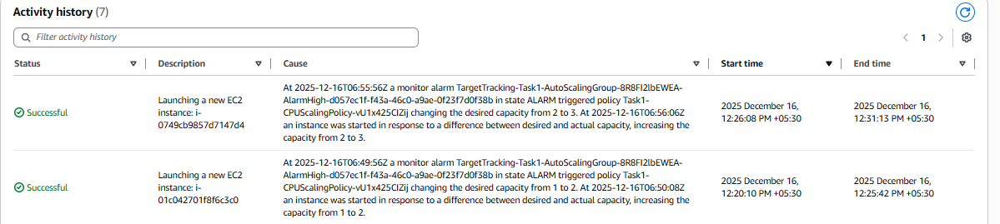 Activity history (7)
Filter activity history
1
Status Description Cause Start time End time
Successful
Launching a new EC2
instance: i-
0749cb9857d7147d4
At 2025-12-16T06:55:56Z a monitor alarm TargetTracking-Task1-AutoScalingGroup-8R8FI2lbEWEA-
AlarmHigh-d057ec1f-f43a-46c0-a9ae-0f23f7d0f38b in state ALARM triggered policy Task1-
CPUScalingPolicy-vU1x425CIZij changing the desired capacity from 2 to 3. At 2025-12-16T06:56:06Z
an instance was started in response to a difference between desired and actual capacity, increasing the
capacity from 2 to 3.
2025 December 16,
12:26:08 PM +05:30
2025 December 16,
12:31:13 PM +05:30
Successful
Launching a new EC2
instance: i-
01c042701f8f6c3c0
At 2025-12-16T06:49:56Z a monitor alarm TargetTracking-Task1-AutoScalingGroup-8R8FI2lbEWEA-
AlarmHigh-d057ec1f-f43a-46c0-a9ae-0f23f7d0f38b in state ALARM triggered policy Task1-
CPUScalingPolicy-vU1x425CIZij changing the desired capacity from 1 to 2. At 2025-12-16T06:50:08Z
an instance was started in response to a difference between desired and actual capacity, increasing the
capacity from 1 to 2.
2025 December 16,
12:20:10 PM +05:30
2025 December 16,
12:25:42 PM +05:30